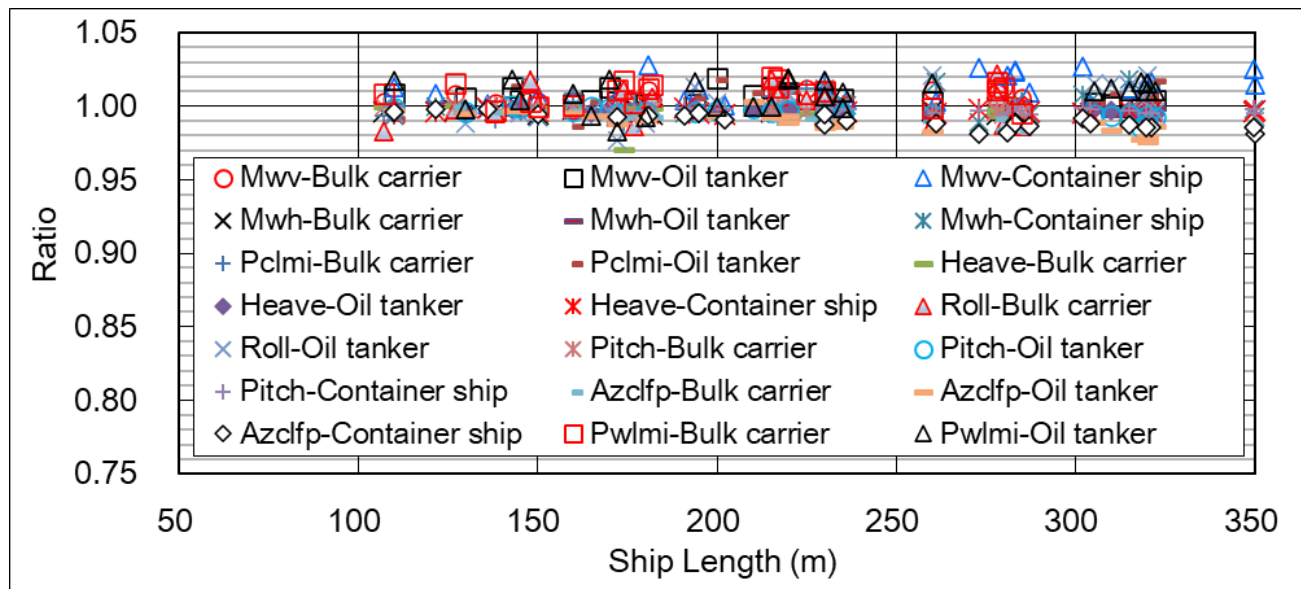 1.05
1.00
0.95
0.90
0.85
0.80
0.75
Ratio
Mwv-Bulk carrier Mwv-Oil tanker Mwv-Container ship
Mwh-Bulk carrier Mwh-Oil tanker Mwh-Container ship
Pclmi-Bulk carrier Pclmi-Oil tanker Heave-Bulk carrier
Heave-Oil tanker Heave-Container ship Roll-Bulk carrier
Roll-Oil tanker Pitch-Bulk carrier Pitch-Oil tanker
Pitch-Container ship Azclfp-Bulk carrier Azclfp-Oil tanker
Azclfp-Container ship Pwlmi-Bulk carrier Pwlmi-Oil tanker
50 100 150 200 250 300 350
Ship Length (m)